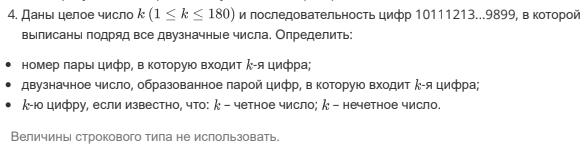 4. Даны целое число k (1 ≤ k ≤ 180) и последовательность цифр 10111213...9899, в которой
выписаны подряд все двузначные числа. Определить:
• номер пары цифр, в которую входит k-я цифра;
• двузначное число, образованное парой цифр, в которую входит k-я цифра;
• k-ю цифру, если известно, что: k – четное число; k – нечетное число.
Величины строкового типа не использовать.